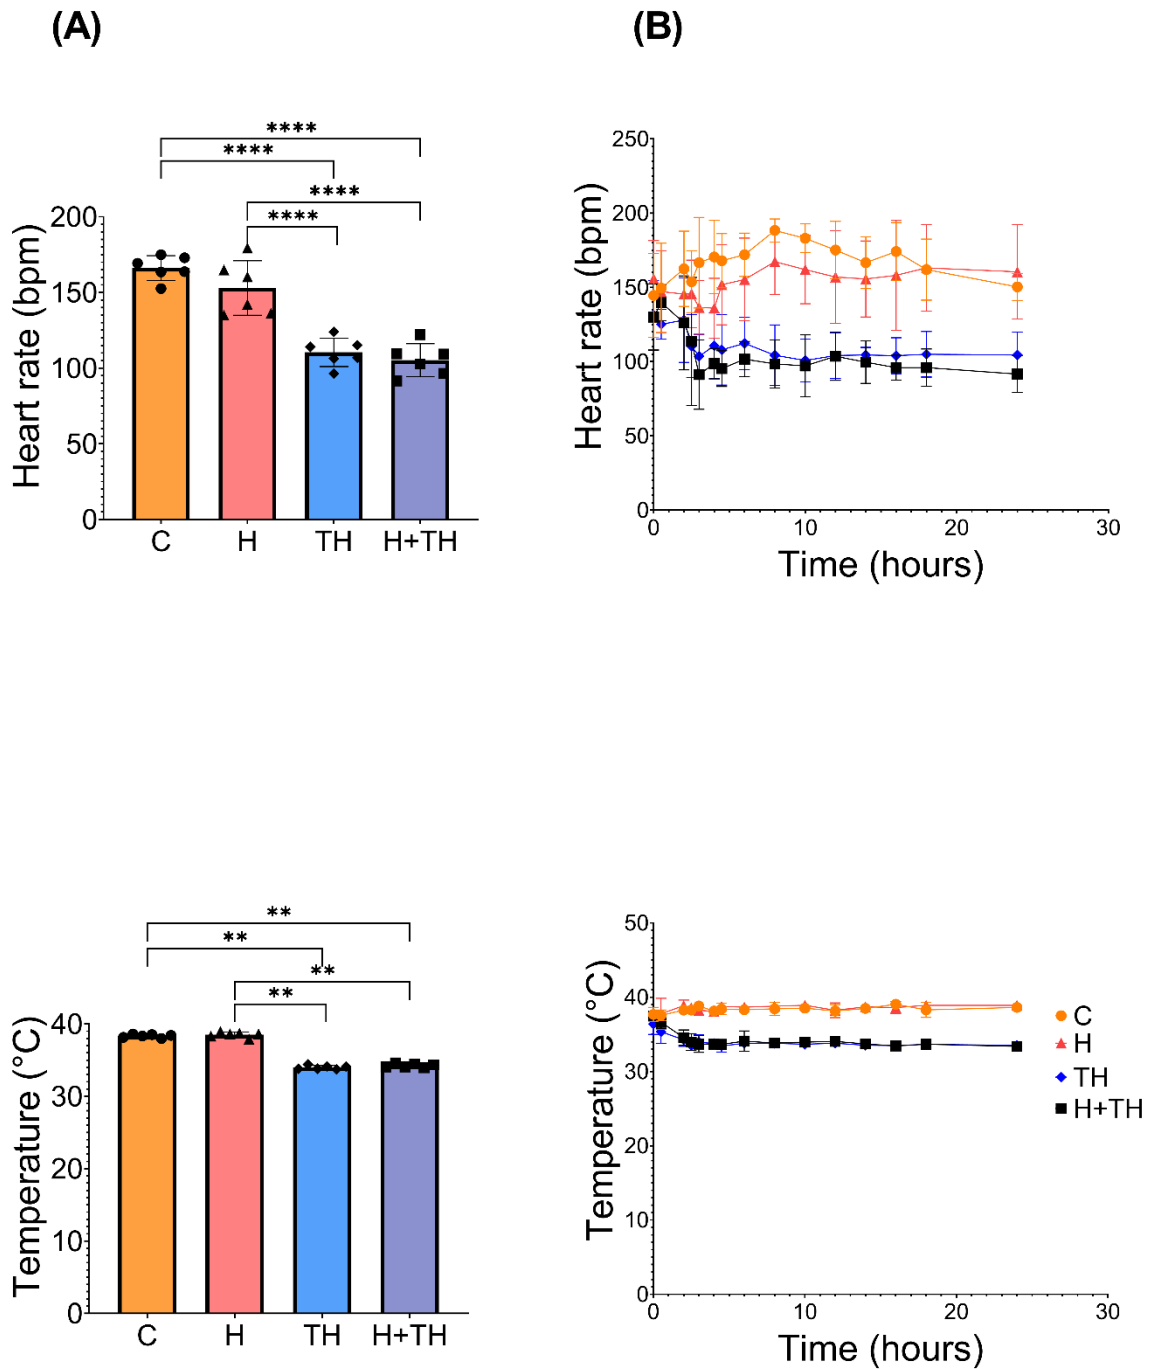 (A)
(B)
****
****
****
****
Heart rate (bpm)
200
150
100
50
0
C H TH H+TH
Heart rate (bpm)
250
200
150
100
50
0
0 10 20 30
Time (hours)
**
**
**
**
Temperature (°C)
40
30
20
10
0
C H TH H+TH
Temperature (°C)
50
40
30
20
10
0
0 10 20 30
Time (hours)
C
H
TH
H+TH